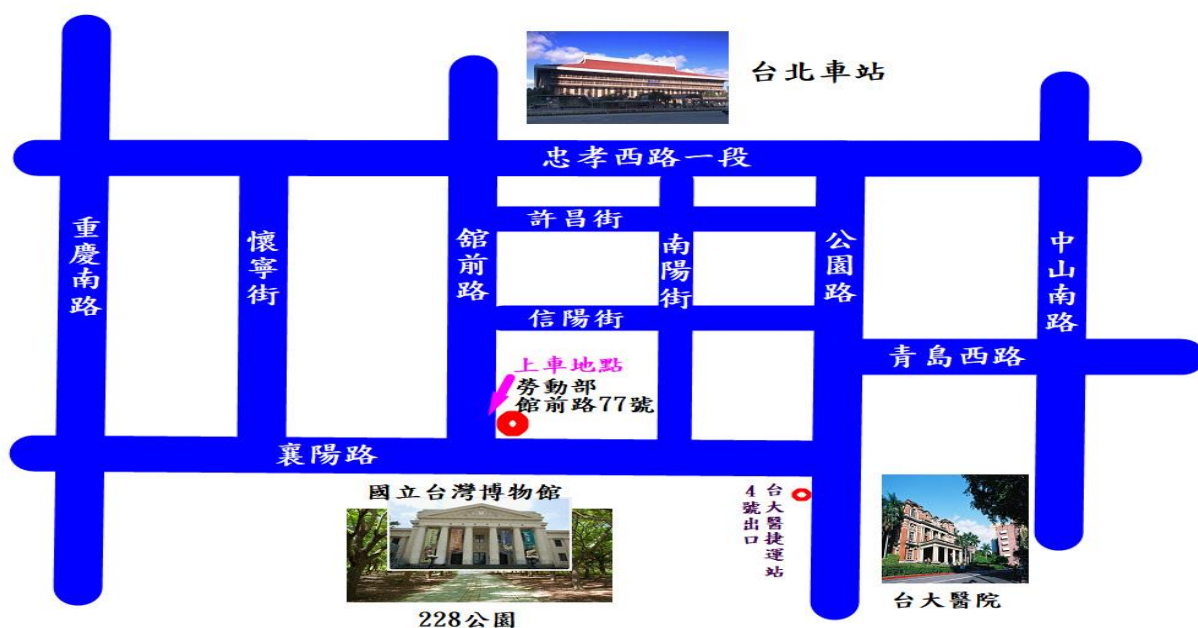 台北車站
忠孝西路一段
許昌街
重慶南路
懷寧街
舘前路
南陽街
公園路
中山南路
信陽街
青島西路
上車地點
勞動部
館前路77號
襄陽路
國立台灣博物館
台大醫捷運站
4號出口
台大醫院
228公園